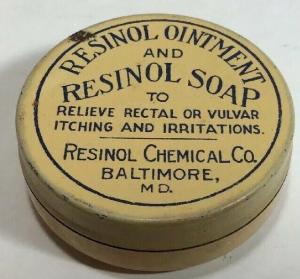 RESINOL OINTMENT
AND
RESINOL SOAP
TO
RELIEVE RECTAL OR VULVAR
ITCHING AND IRRITATIONS.
RESINOL CHEMICAL CO.
BALTIMORE,
MD.